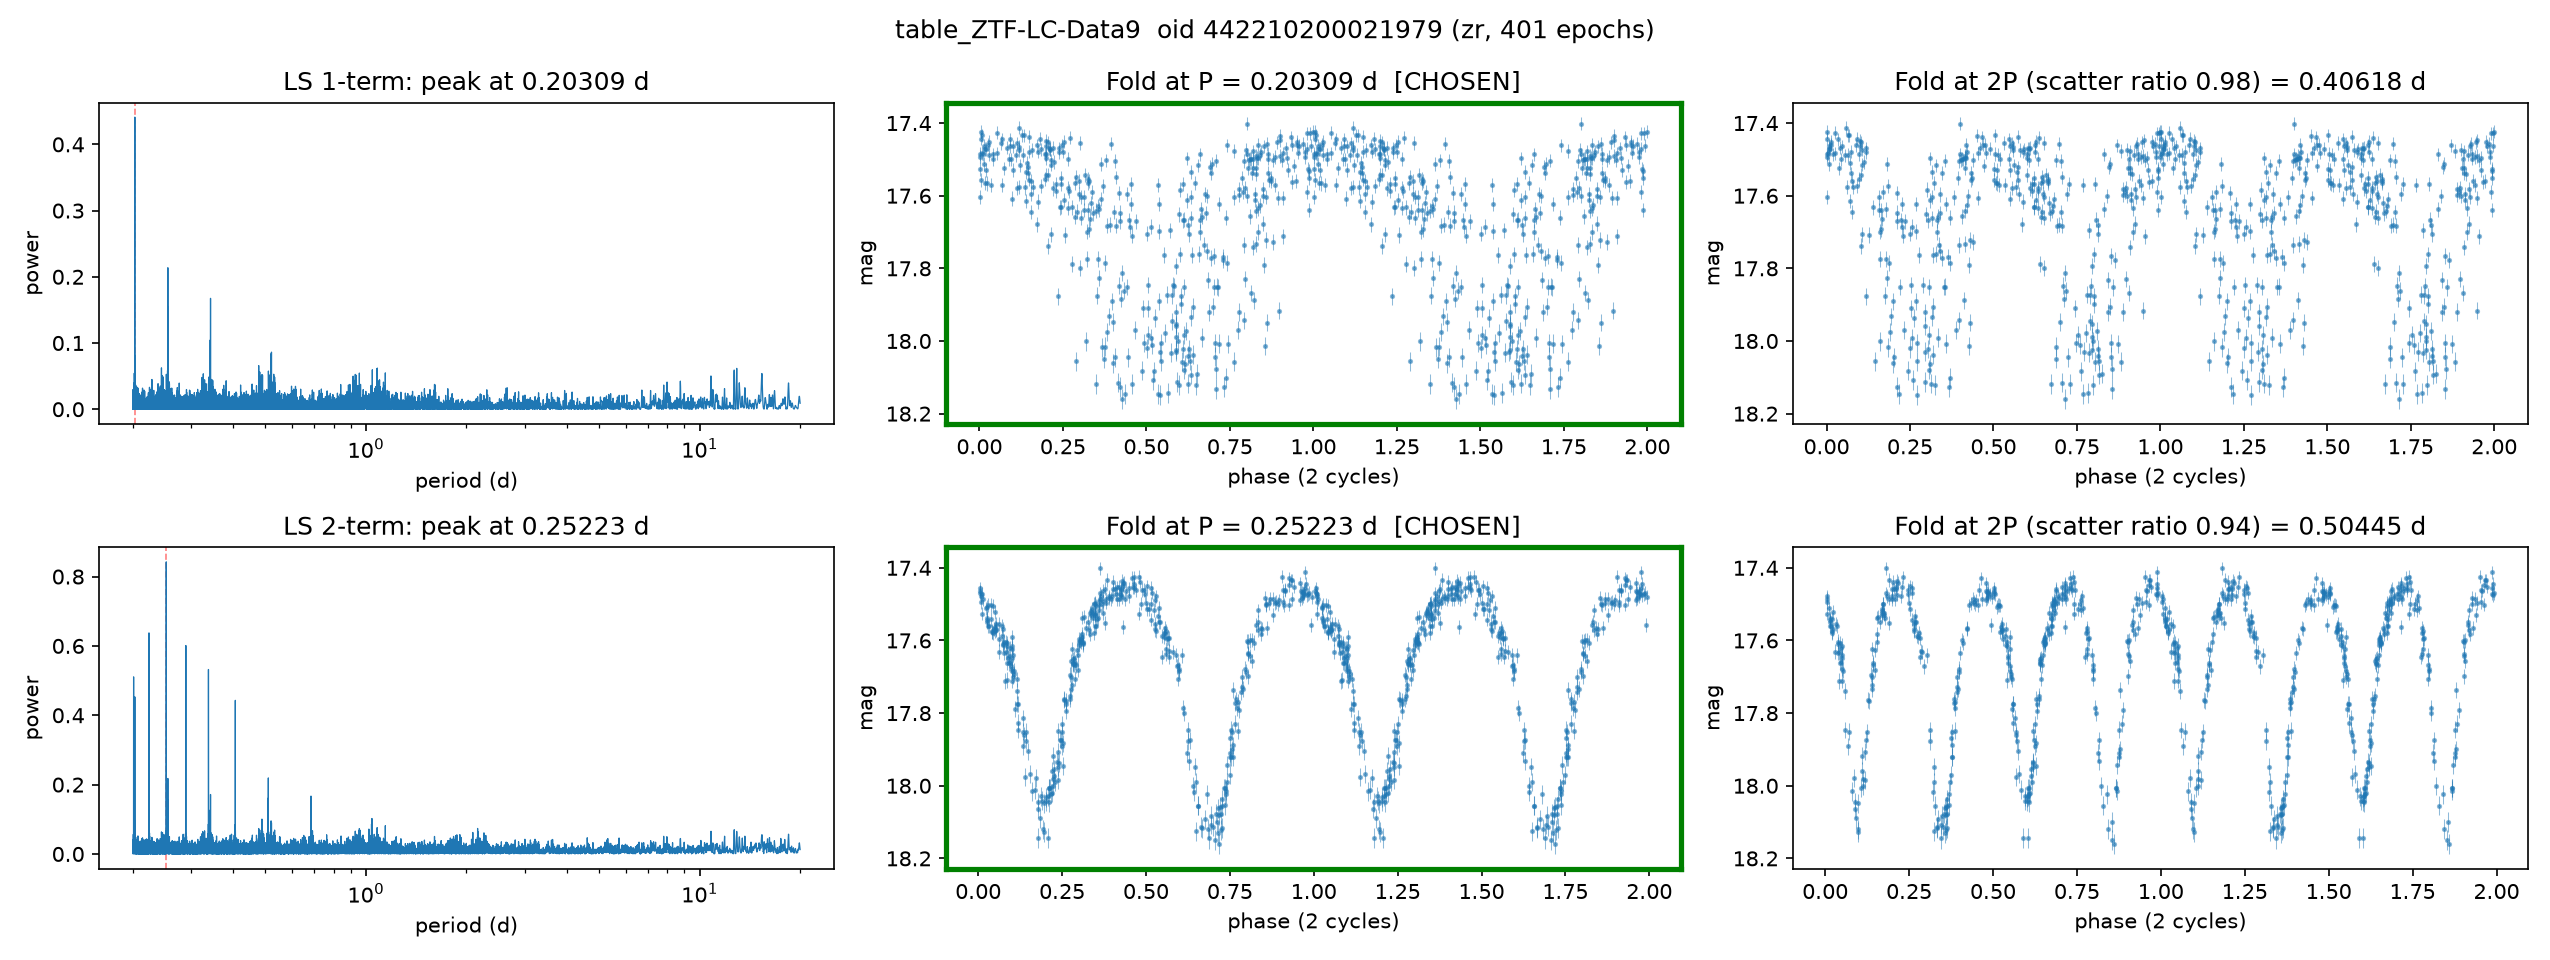 table_ZTF-LC-Data9  oid 442210200021979 (zr, 401 epochs)
LS 1-term: peak at 0.20309 d
power
0.4
0.3
0.2
0.1
0.0
10⁰
10¹
period (d)
Fold at P = 0.20309 d  [CHOSEN]
mag
17.4
17.6
17.8
18.0
18.2
0.00 0.25 0.50 0.75 1.00 1.25 1.50 1.75 2.00
phase (2 cycles)
Fold at 2P (scatter ratio 0.98) = 0.40618 d
mag
17.4
17.6
17.8
18.0
18.2
0.00 0.25 0.50 0.75 1.00 1.25 1.50 1.75 2.00
phase (2 cycles)
LS 2-term: peak at 0.25223 d
power
0.8
0.6
0.4
0.2
0.0
10⁰
10¹
period (d)
Fold at P = 0.25223 d  [CHOSEN]
mag
17.4
17.6
17.8
18.0
18.2
0.00 0.25 0.50 0.75 1.00 1.25 1.50 1.75 2.00
phase (2 cycles)
Fold at 2P (scatter ratio 0.94) = 0.50445 d
mag
17.4
17.6
17.8
18.0
18.2
0.00 0.25 0.50 0.75 1.00 1.25 1.50 1.75 2.00
phase (2 cycles)